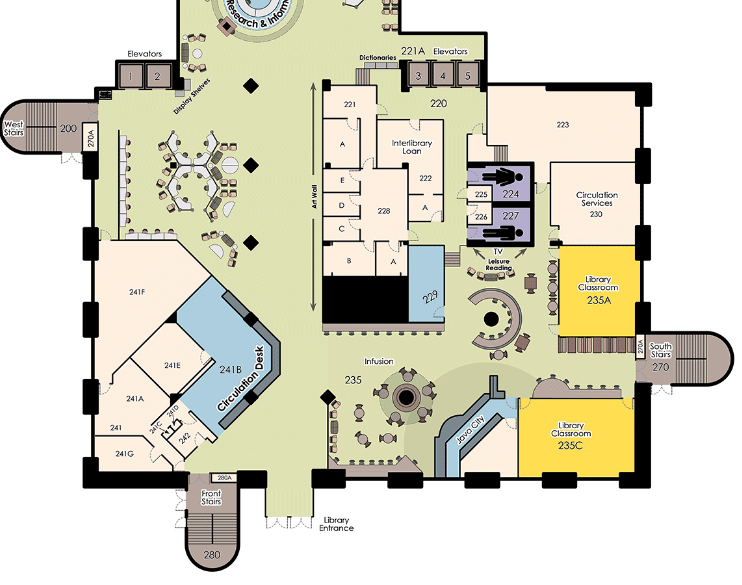 Research & Inform
Elevators
1
2
Display Shelves
Dictionaries
221A
Elevators
3
4
5
220
West
Stairs
200
270A
221
A
Interlibrary
Loan
222
A
E
D
C
B
228
A
Art Wall
223
225
224
226
227
Circulation
Services
230
TV
Leisure
Reading
229
Library
Classroom
235A
270A
South
Stairs
270
241F
241E
241B
Circulation Desk
241A
241
241D
241C
242
241G
Infusion
235
Java City
Library
Classroom
235C
280A
Front
Stairs
280
Library
Entrance